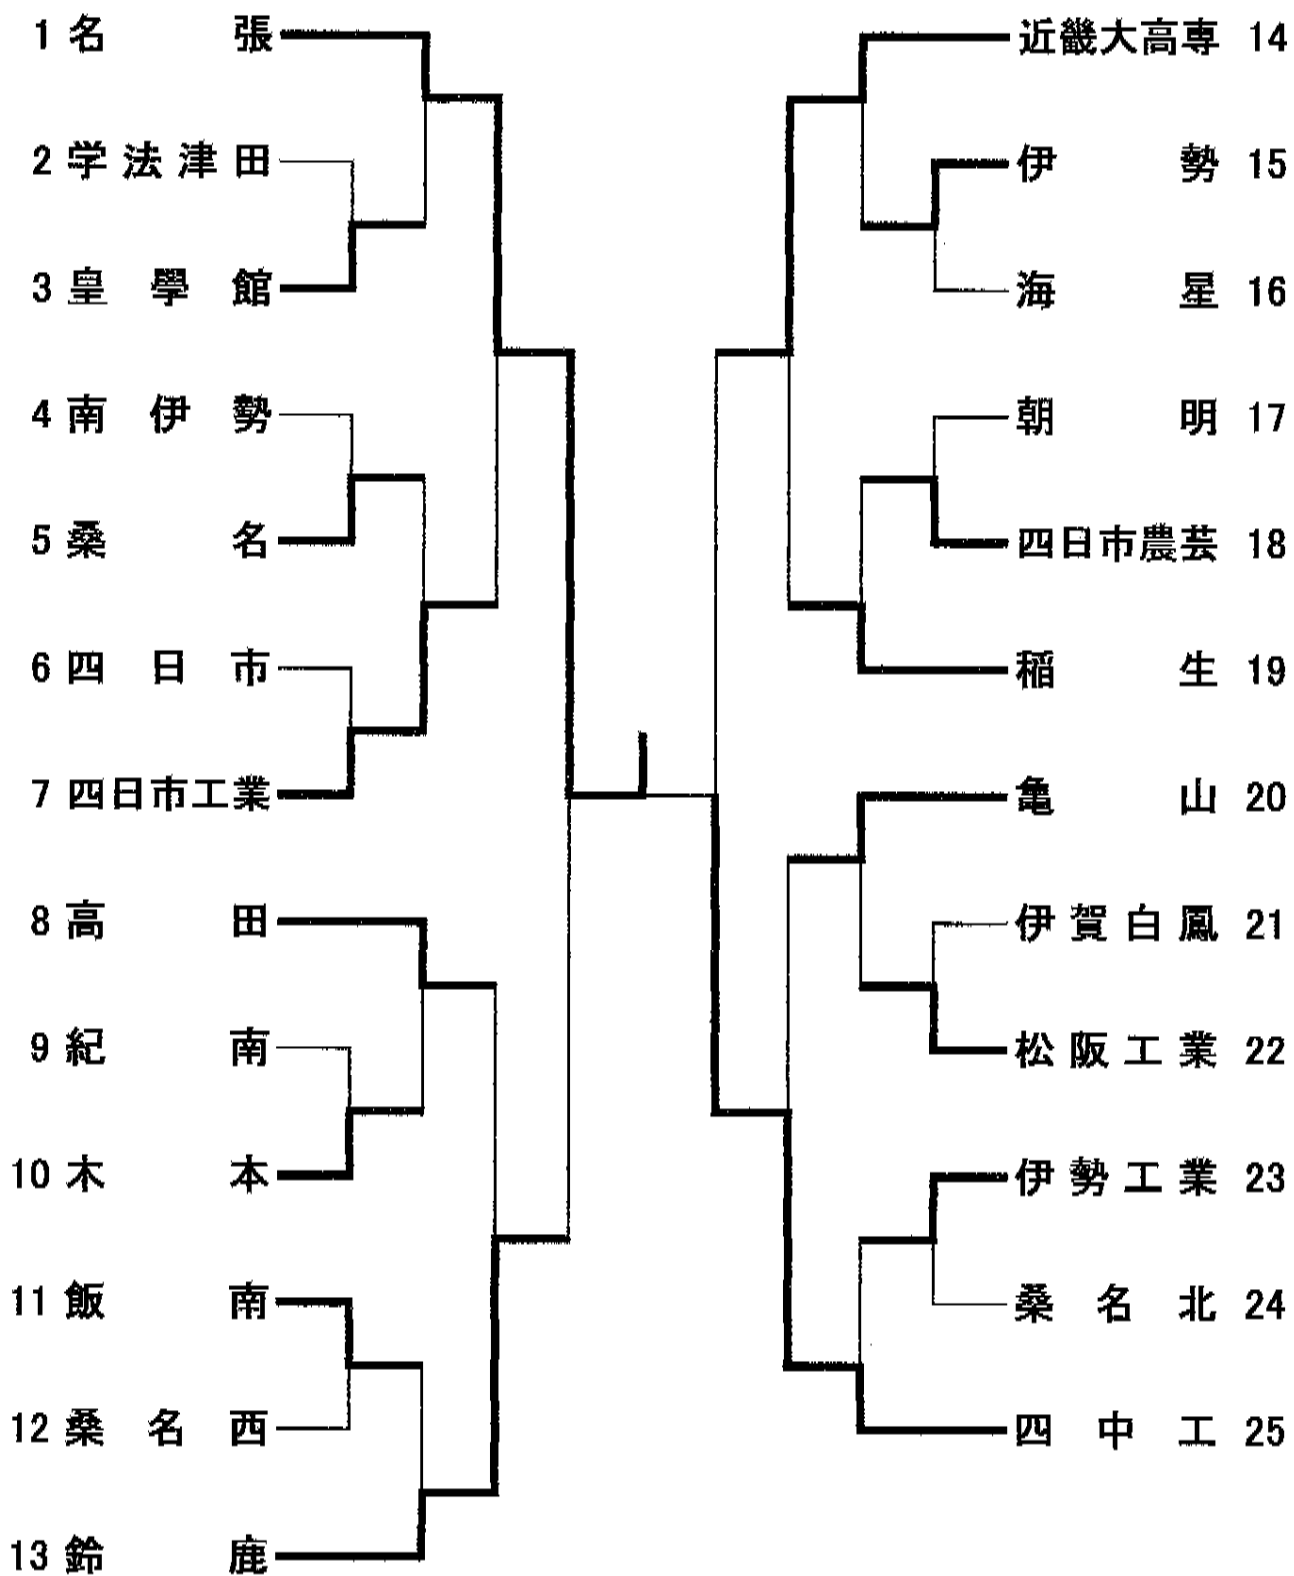 1 名張
2 学法津田
3 皇學館
4 南伊勢
5 桑名
6 四日市
7 四日市工業
8 高田
9 紀南
10 木本
11 飯南
12 桑名西
13 鈴鹿
近畿大高専 14
伊勢 15
海星 16
朝明 17
四日市農芸 18
稲生 19
亀山 20
伊賀白鳳 21
松阪工業 22
伊勢工業 23
桑名北 24
四中工 25